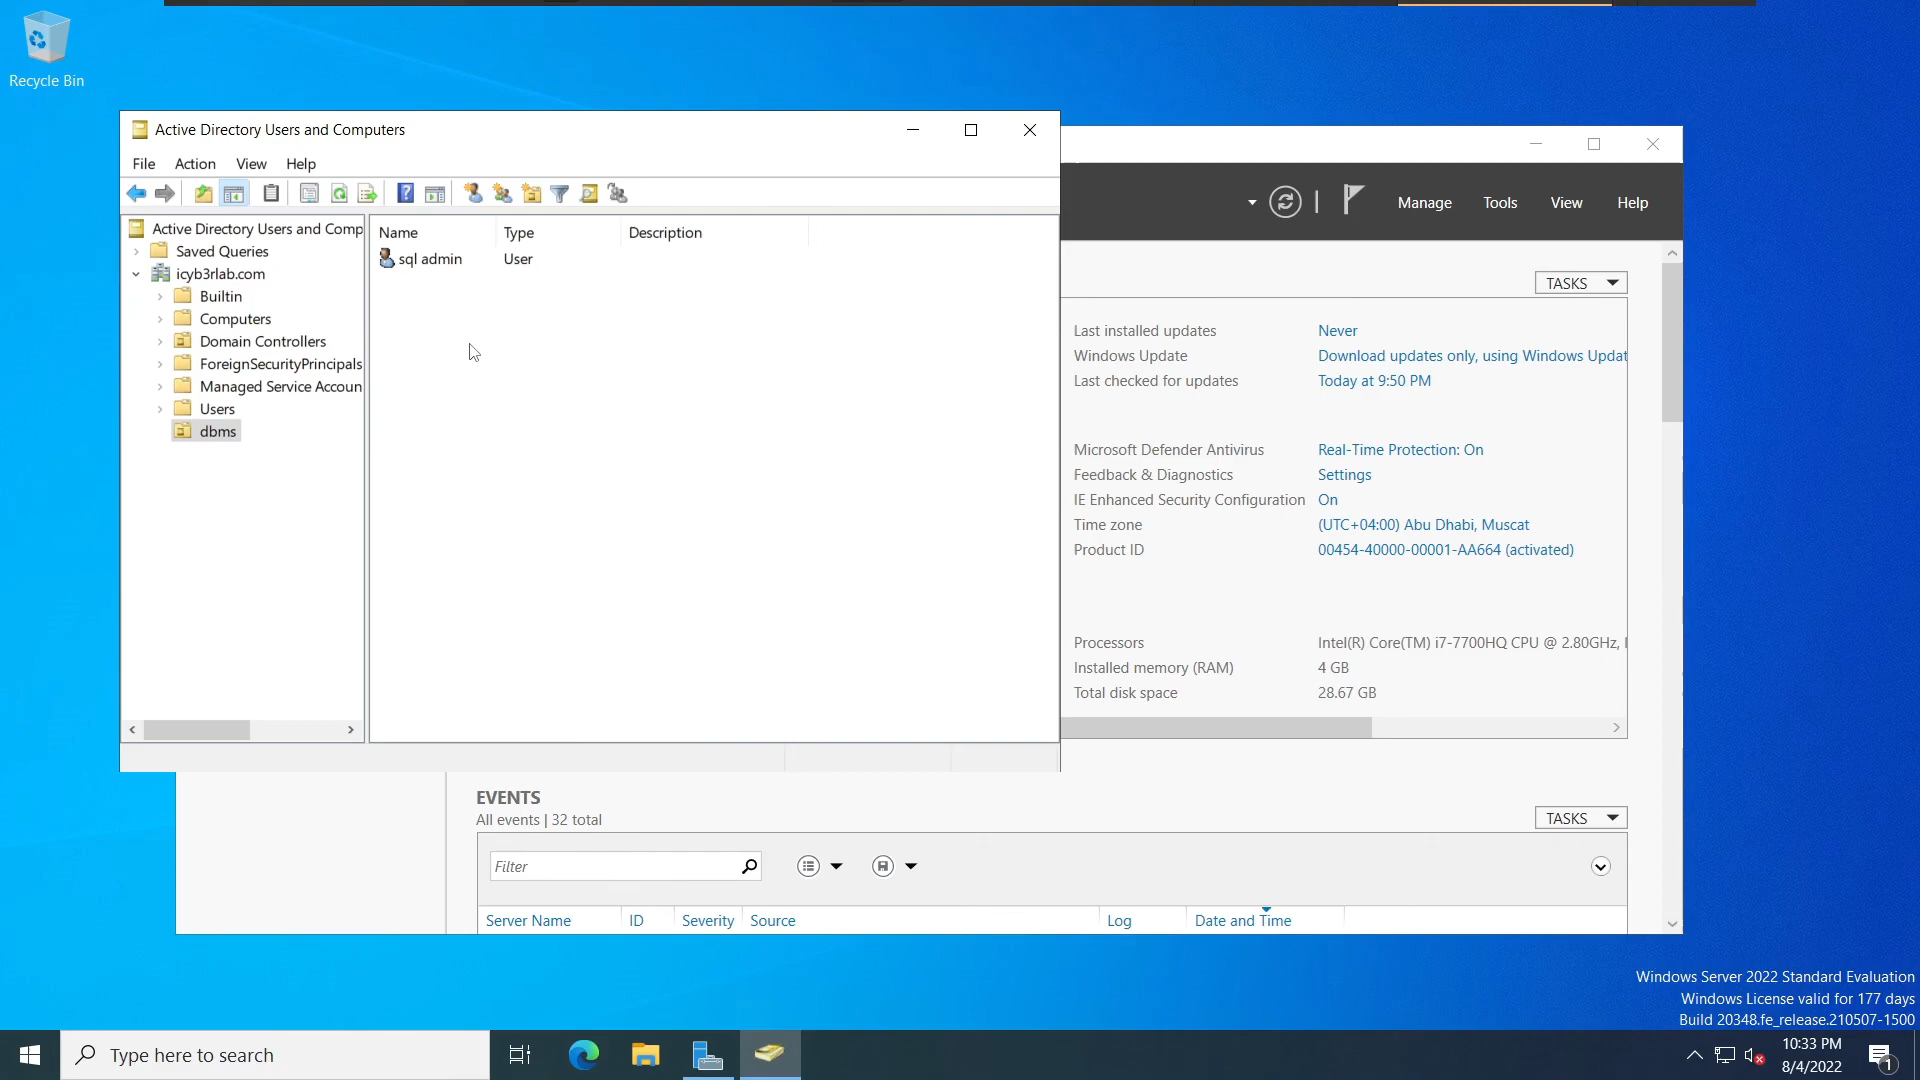 Recycle Bin
Active Directory Users and Computers
File Action View Help
Active Directory Users and Comp
Saved Queries
icyb3rlab.com
Builtin
Computers
Domain Controllers
ForeignSecurityPrincipals
Managed Service Accoun
Users
dbms
Name Type Description
sql admin User
Manage Tools View Help
TASKS
Last installed updates Never
Windows Update Download updates only, using Windows Updat
Last checked for updates Today at 9:50 PM
Microsoft Defender Antivirus Real-Time Protection: On
Feedback & Diagnostics Settings
IE Enhanced Security Configuration On
Time zone (UTC+04:00) Abu Dhabi, Muscat
Product ID 00454-40000-00001-AA664 (activated)
Processors Intel(R) Core(TM) i7-7700HQ CPU @ 2.80GHz,
Installed memory (RAM) 4 GB
Total disk space 28.67 GB
EVENTS
All events | 32 total
TASKS
Filter
Server Name ID Severity Source Log Date and Time
Windows Server 2022 Standard Evaluation
Windows License valid for 177 days
Build 20348.fe_release.210507-1500
Type here to search
10:33 PM
8/4/2022
1